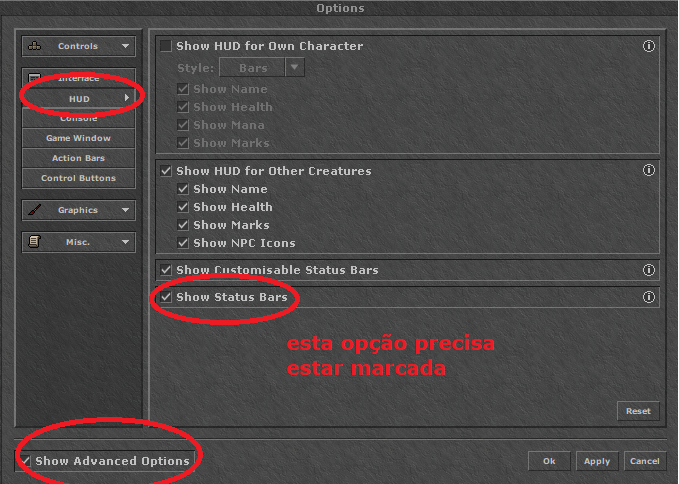 Options
Controls
Interface
HUD
Console
Game Window
Action Bars
Control Buttons
Graphics
Misc.
Show HUD for Own Character
Style: Bars
Show Name
Show Health
Show Mana
Show Marks
Show HUD for Other Creatures
Show Name
Show Health
Show Marks
Show NPC Icons
Show Customisable Status Bars
Show Status Bars
esta opção precisa
estar marcada
Reset
Show Advanced Options
Ok
Apply
Cancel